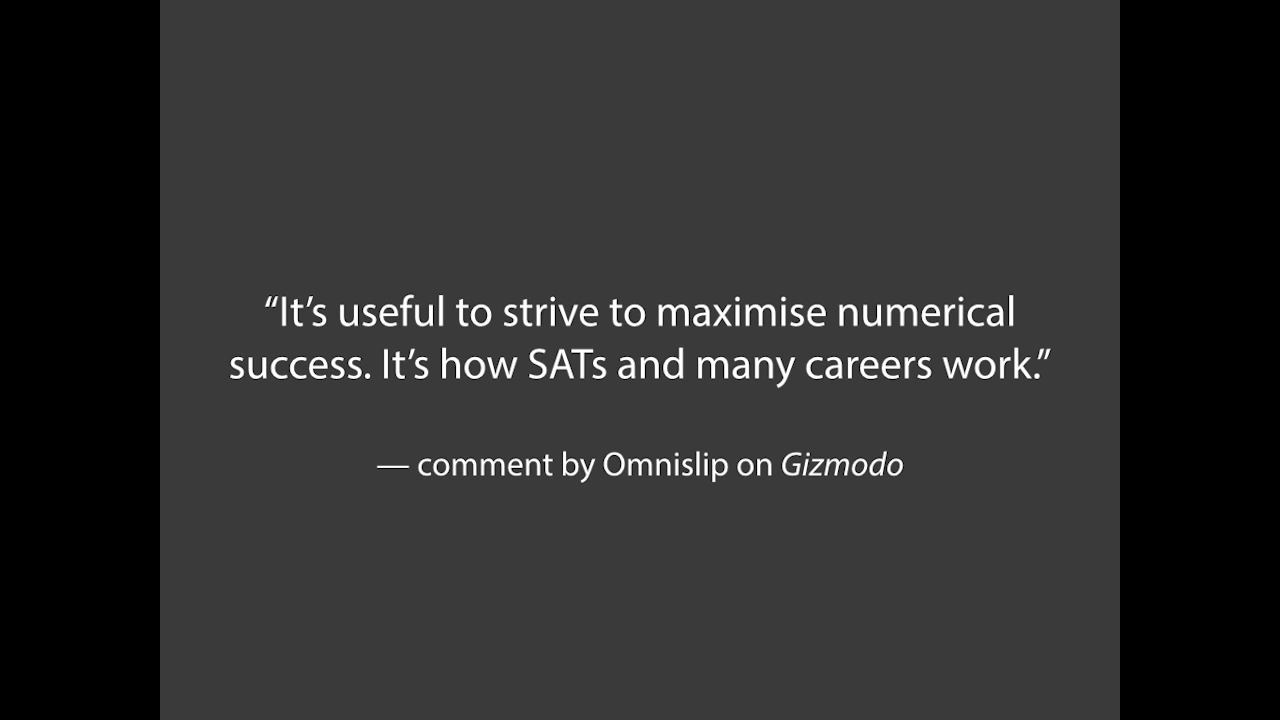 “It’s useful to strive to maximise numerical
success. It’s how SATs and many careers work.”
— comment by Omnislip on Gizmodo